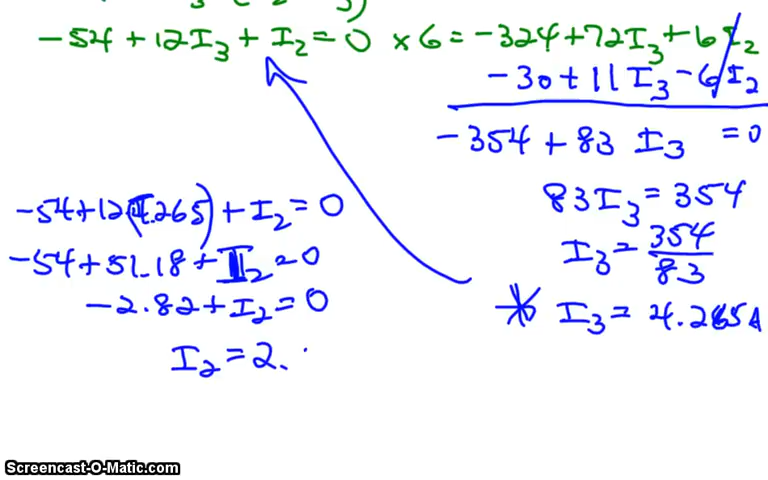 -54 + 12I₃ + I₂ = 0 × 6 = -324 + 72I₃ + 6I₂
-30 + 11I₃ - 6I₂
-354 + 83 I₃ = 0
83I₃ = 354
I₃ = 354/83
* I₃ = 4.265A
-54 + 12(4.265) + I₂ = 0
-54 + 51.18 + I₂ = 0
-2.82 + I₂ = 0
I₂ = 2.
Screencast-O-Matic.com